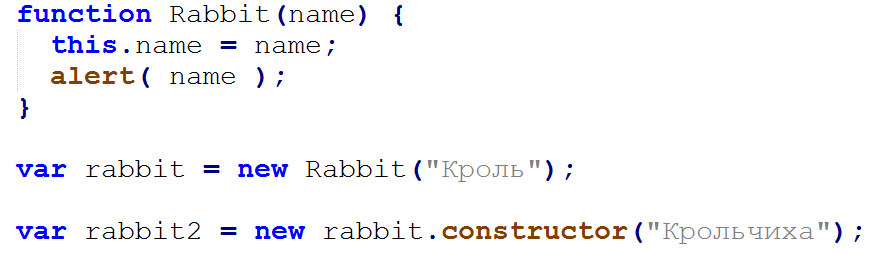 function Rabbit(name) {
this.name = name;
alert( name );
}
var rabbit = new Rabbit("Кроль");
var rabbit2 = new rabbit.constructor("Крольчиха");